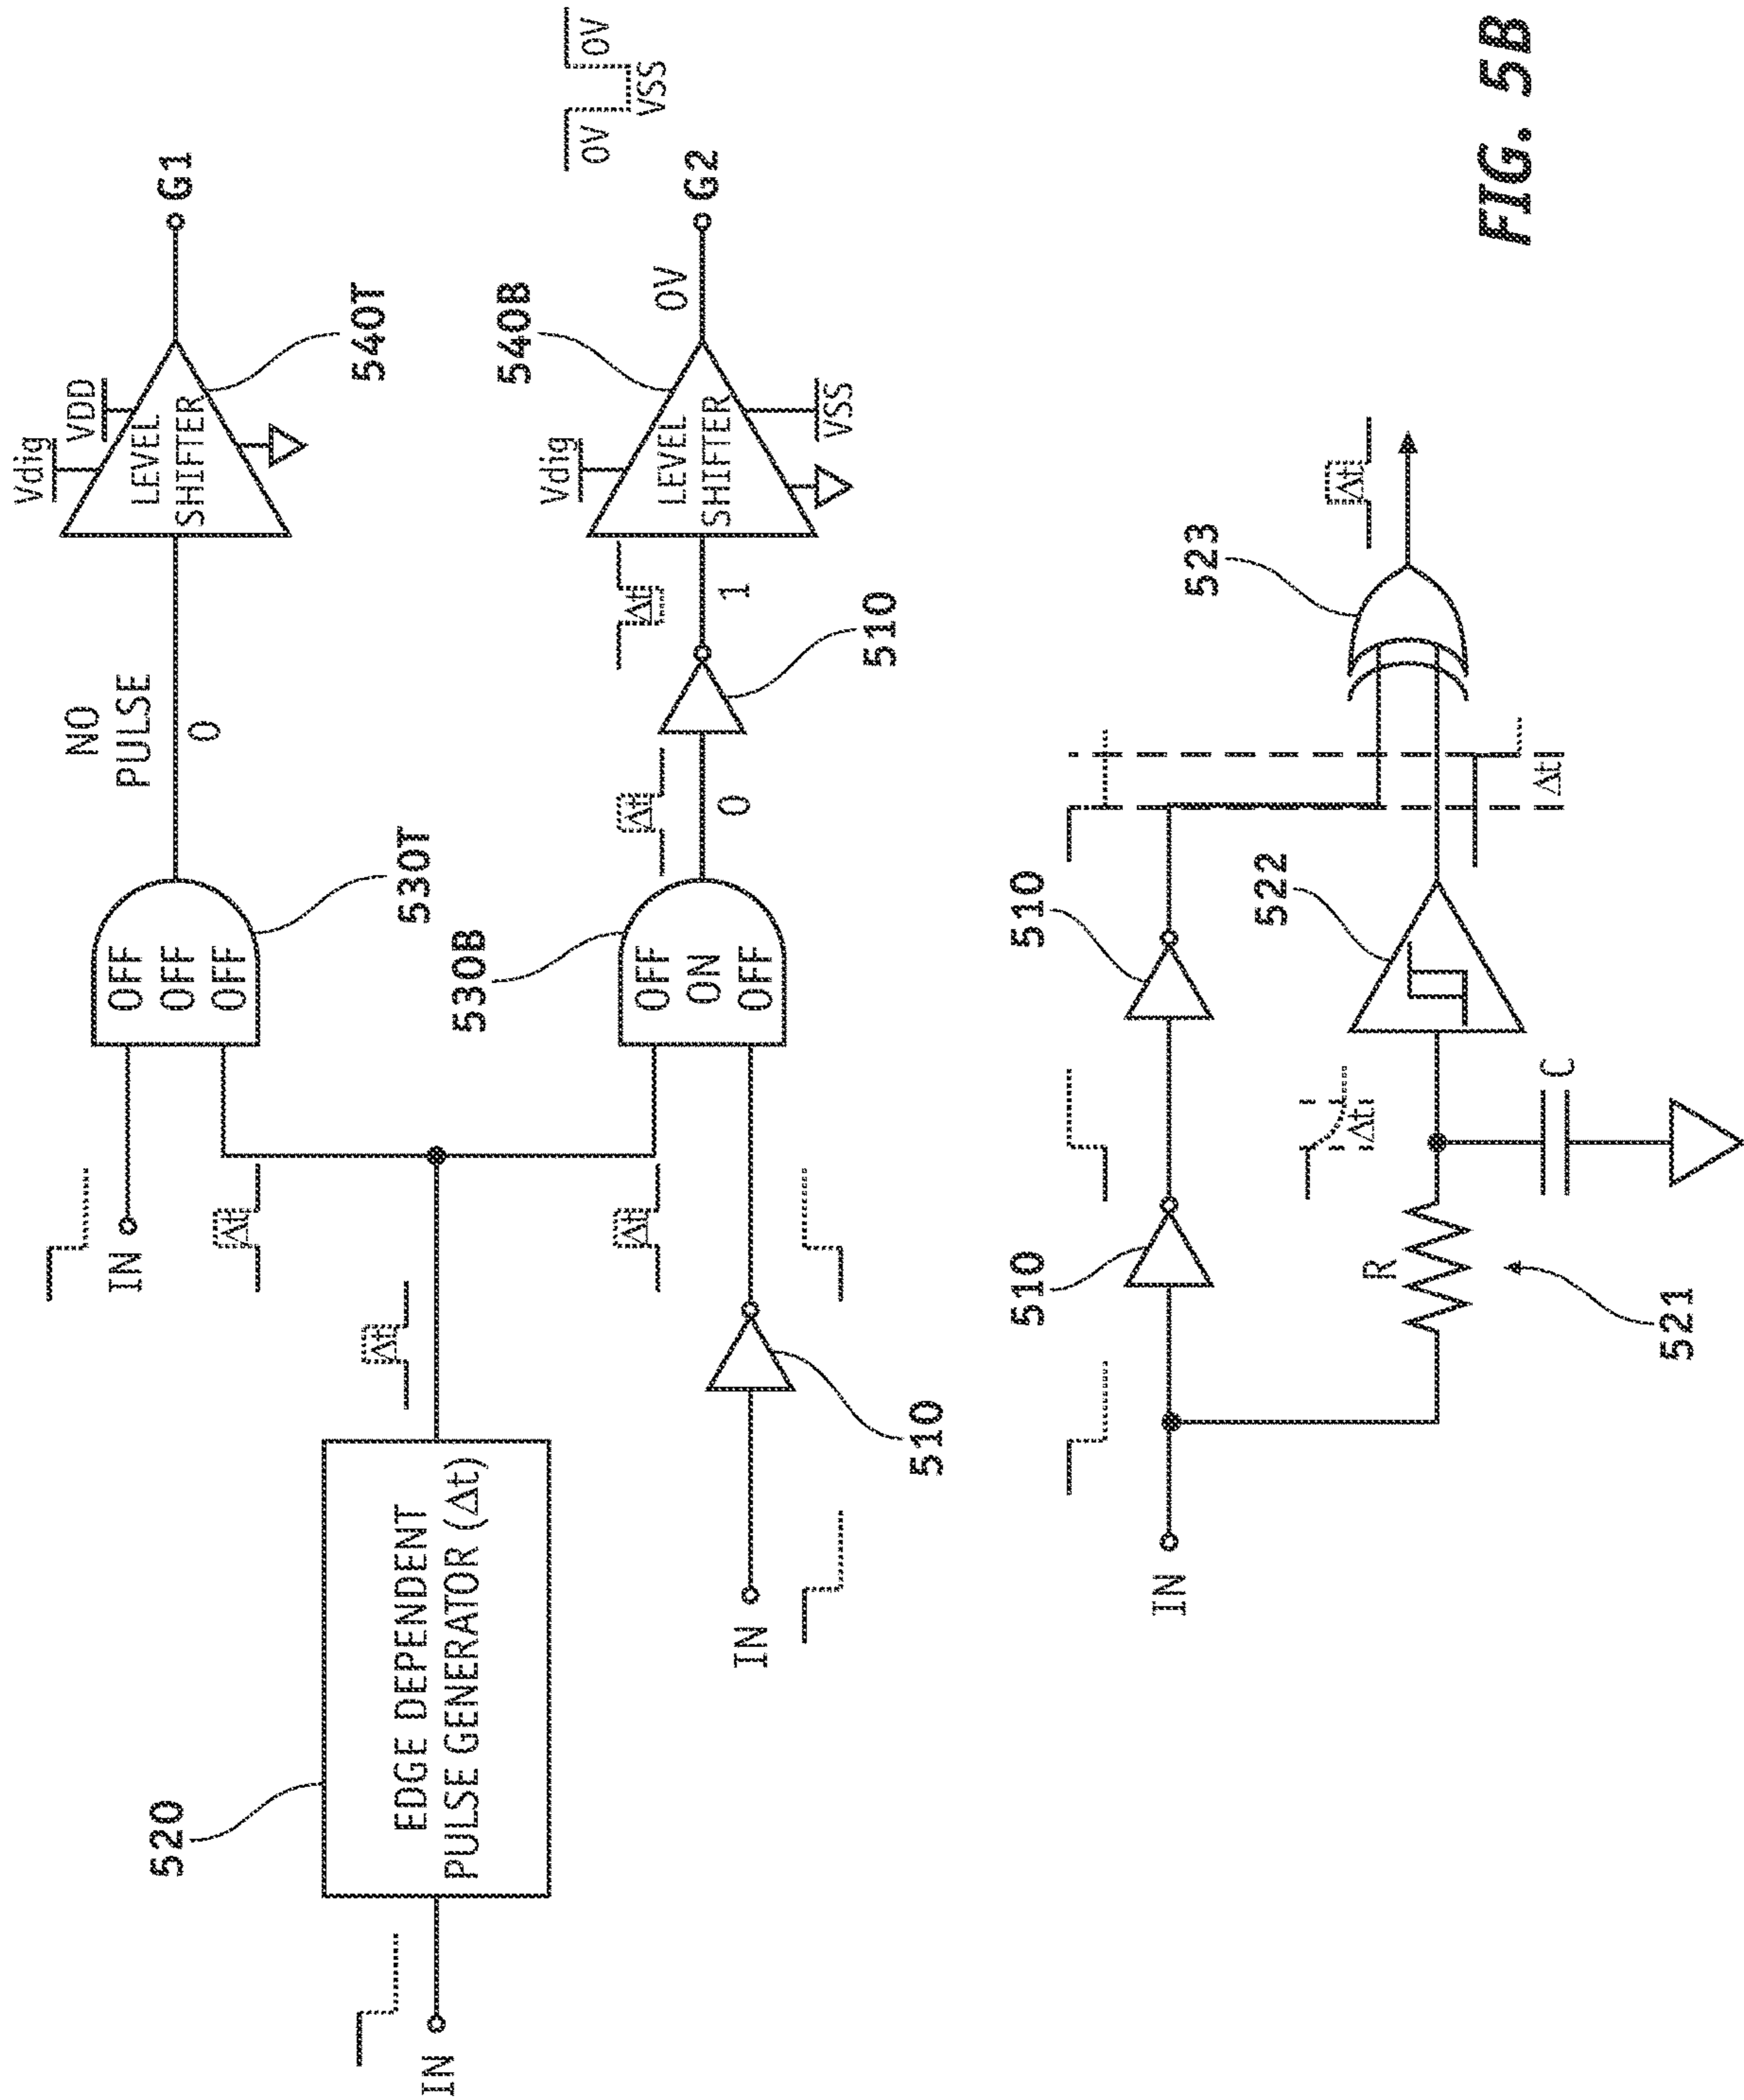 IN
520
EDGE DEPENDENT
PULSE GENERATOR (Δt)
Δt
IN
Δt
OFF
OFF
OFF
530T
NO
PULSE
0
Vdig
VDD
LEVEL
SHIFTER
540T
G1
IN
510
Δt
OFF
ON
OFF
530B
Δt
0
510
Δt
1
Vdig
LEVEL
SHIFTER
VSS
540B
0V
G2
0V
VSS
0V
IN
510
510
R
521
Δt
C
522
Δt
523
Δt
FIG. 5B